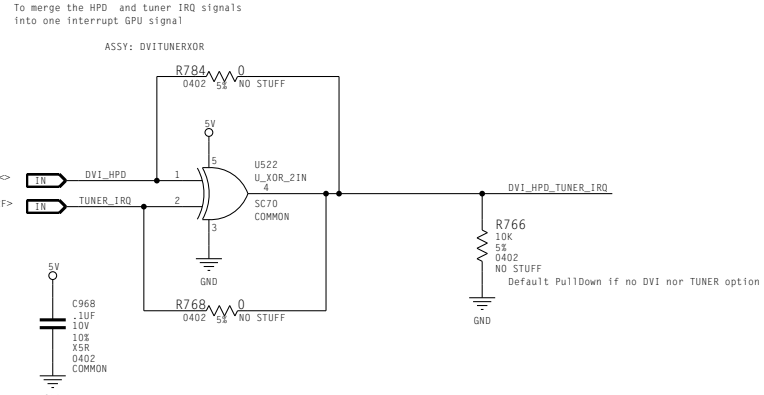 To merge the HPD and tuner IRQ signals
into one interrupt GPU signal
ASSY: DVITUNERXOR
R784 0
0402 5% NO STUFF
5V
5
U522
U_XOR_2IN
4
SC70
COMMON
<>
IN
DVI_HPD
1
F>
IN
TUNER_IRQ
2
3
GND
DVI_HPD_TUNER_IRQ
R766
10K
5%
0402
NO STUFF
Default PullDown if no DVI nor TUNER option
GND
R768 0
0402 5% NO STUFF
5V
C968
.1UF
10V
10%
X5R
0402
COMMON